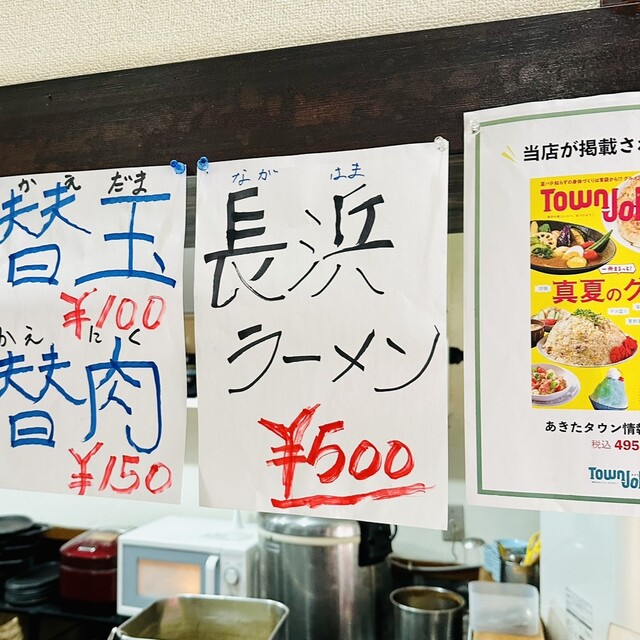 かえ だま
替玉
¥100
かえ にく
替肉
¥150
なが はま
長浜
ラーメン
¥500
当店が掲載さ
Town Jo
真夏のグ
あきたタウン情報
税込 495
Town Jo